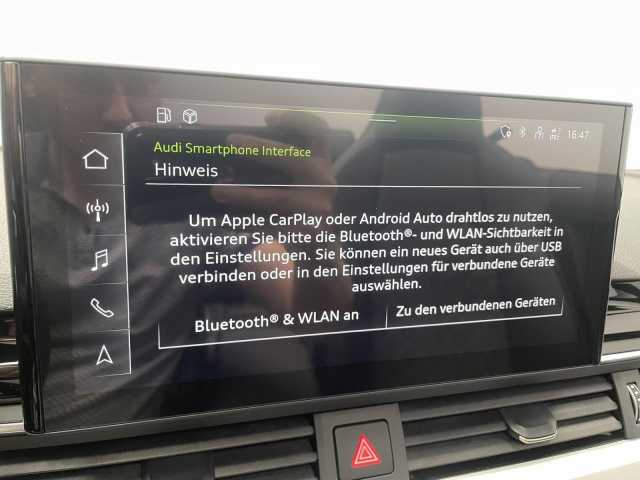 16:47
Audi Smartphone Interface
Hinweis
Um Apple CarPlay oder Android Auto drahtlos zu nutzen,
aktivieren Sie bitte die Bluetooth®- und WLAN-Sichtbarkeit in
den Einstellungen. Sie können ein neues Gerät auch über USB
verbinden oder in den Einstellungen für verbundene Geräte
auswählen.
Bluetooth® & WLAN an
Zu den verbundenen Geräten